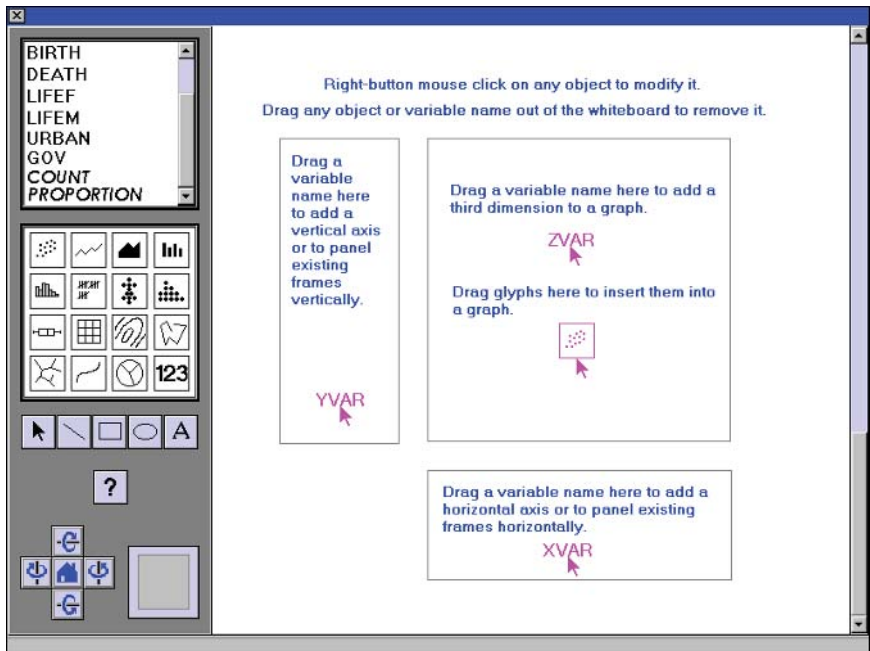 BIRTH
DEATH
LIFEF
LIFEM
URBAN
GOV
COUNT
PROPORTION
123
A
?
Right-button mouse click on any object to modify it.
Drag any object or variable name out of the whiteboard to remove it.
Drag a
variable
name here
to add a
vertical axis
or to panel
existing
frames
vertically.
YVAR
Drag a variable name here to add a
third dimension to a graph.
ZVAR
Drag glyphs here to insert them into
a graph.
Drag a variable name here to add a
horizontal axis or to panel existing
frames horizontally.
XVAR